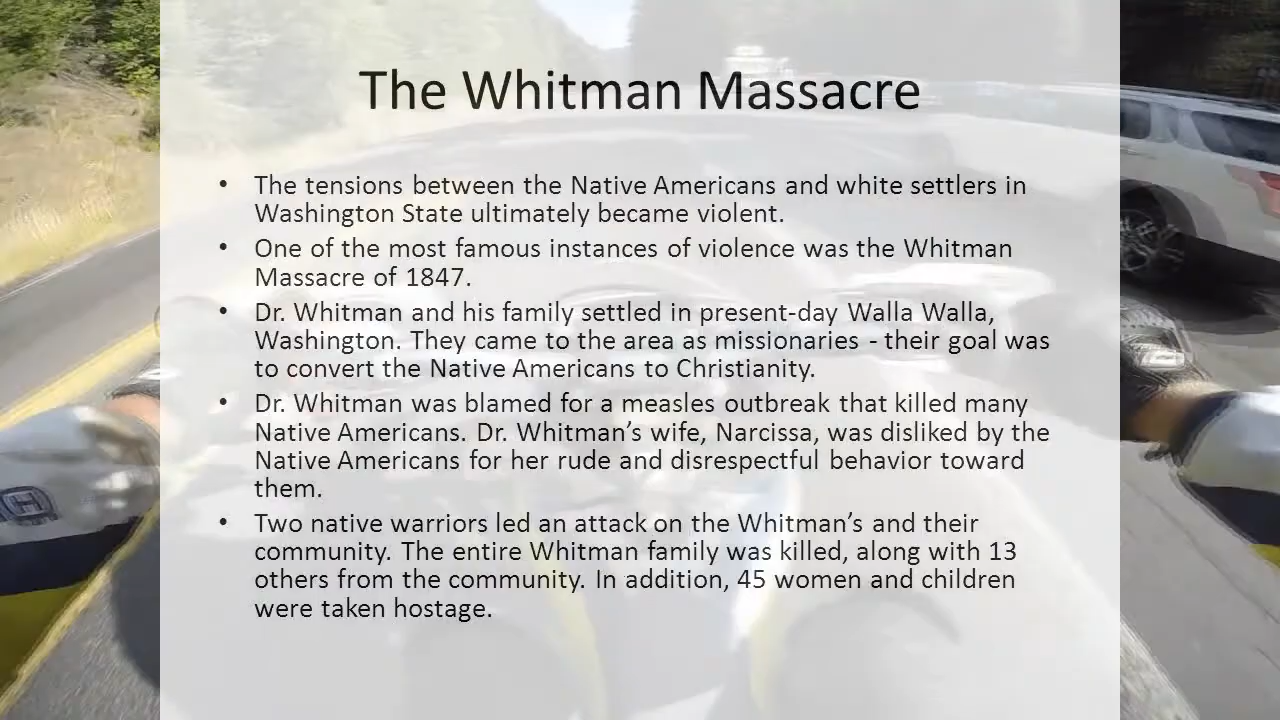 The Whitman Massacre
• The tensions between the Native Americans and white settlers in
Washington State ultimately became violent.
• One of the most famous instances of violence was the Whitman
Massacre of 1847.
• Dr. Whitman and his family settled in present-day Walla Walla,
Washington. They came to the area as missionaries - their goal was
to convert the Native Americans to Christianity.
• Dr. Whitman was blamed for a measles outbreak that killed many
Native Americans. Dr. Whitman’s wife, Narcissa, was disliked by the
Native Americans for her rude and disrespectful behavior toward
them.
• Two native warriors led an attack on the Whitman’s and their
community. The entire Whitman family was killed, along with 13
others from the community. In addition, 45 women and children
were taken hostage.